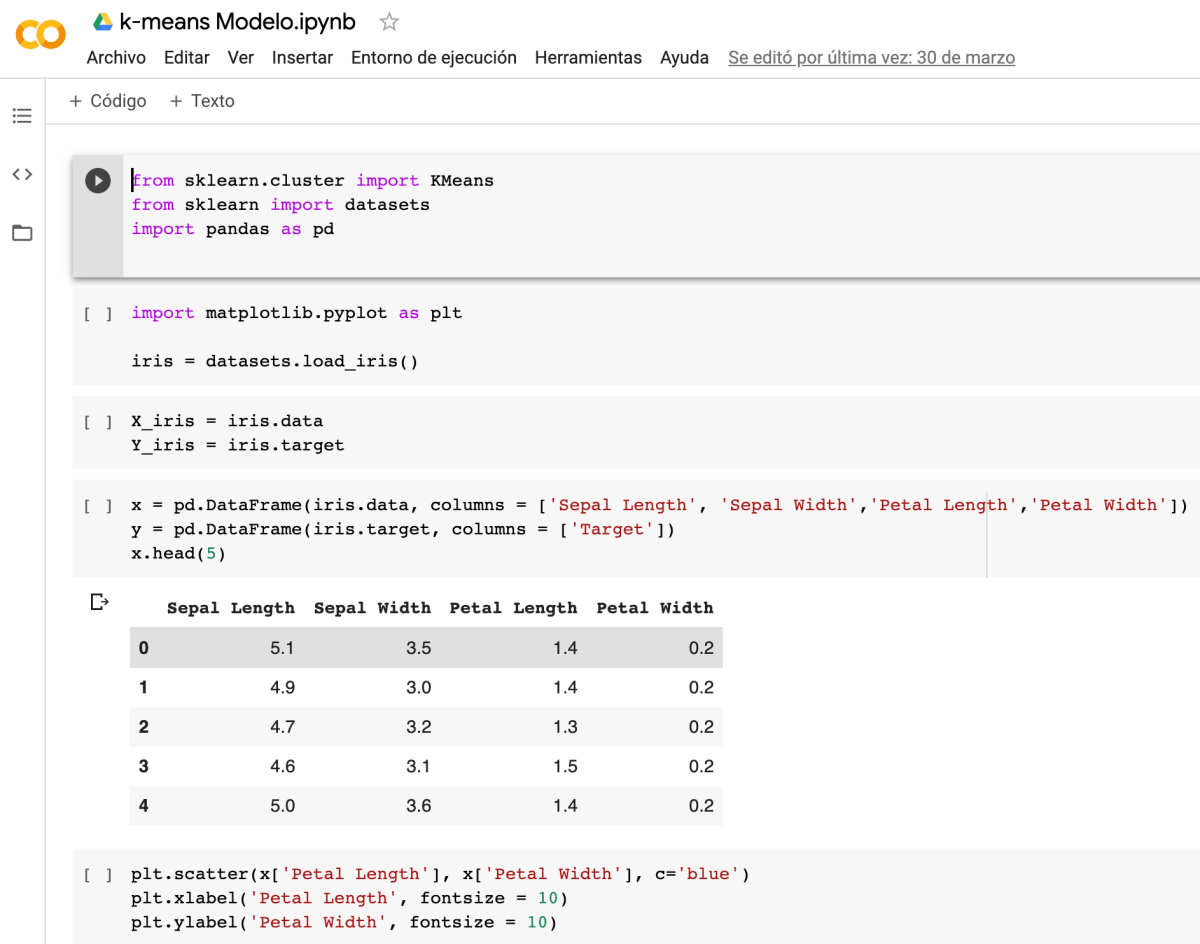 k-means Modelo.ipynb
Archivo Editar Ver Insertar Entorno de ejecución Herramientas Ayuda Se editó por última vez: 30 de marzo
+ Código + Texto
from sklearn.cluster import KMeans
from sklearn import datasets
import pandas as pd
[ ] import matplotlib.pyplot as plt
iris = datasets.load_iris()
[ ] X_iris = iris.data
Y_iris = iris.target
[ ] x = pd.DataFrame(iris.data, columns = ['Sepal Length', 'Sepal Width','Petal Length','Petal Width'])
y = pd.DataFrame(iris.target, columns = ['Target'])
x.head(5)
Sepal Length Sepal Width Petal Length Petal Width
0 5.1 3.5 1.4 0.2
1 4.9 3.0 1.4 0.2
2 4.7 3.2 1.3 0.2
3 4.6 3.1 1.5 0.2
4 5.0 3.6 1.4 0.2
[ ] plt.scatter(x['Petal Length'], x['Petal Width'], c='blue')
plt.xlabel('Petal Length', fontsize = 10)
plt.ylabel('Petal Width', fontsize = 10)